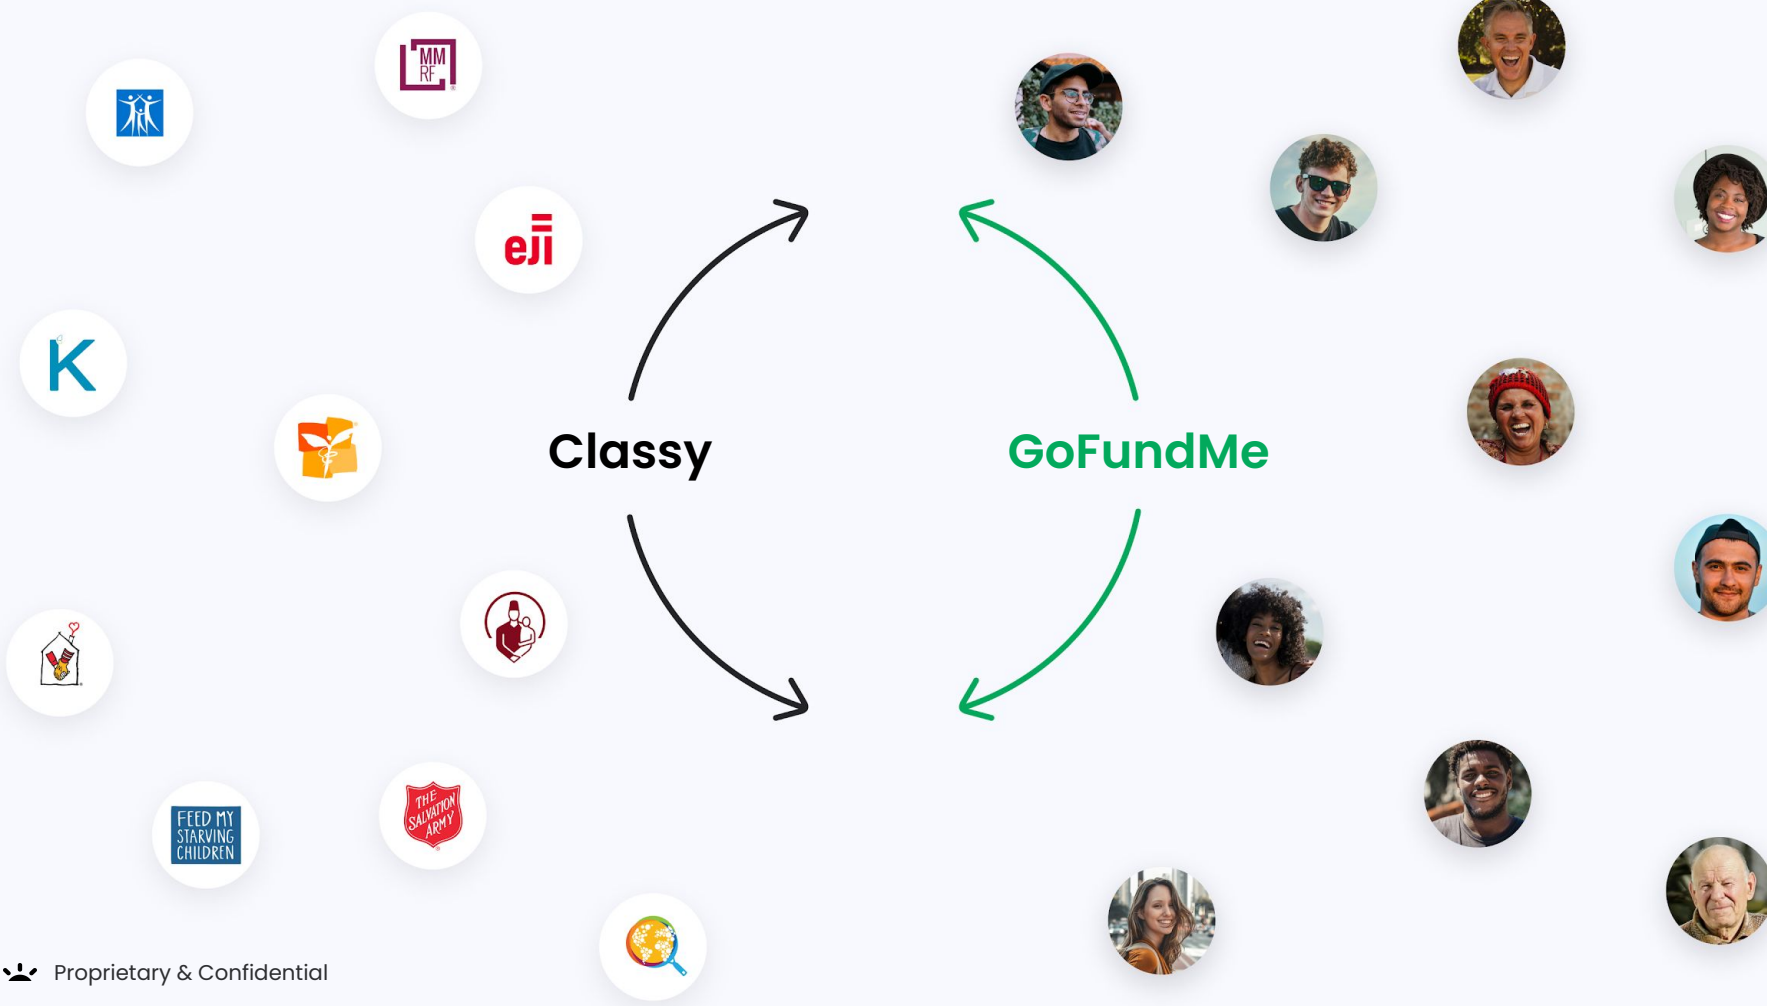 MM
RF
eji
K
Classy
GoFundMe
FEED MY
STARVING
CHILDREN
THE
SALVATION
ARMY
Proprietary & Confidential